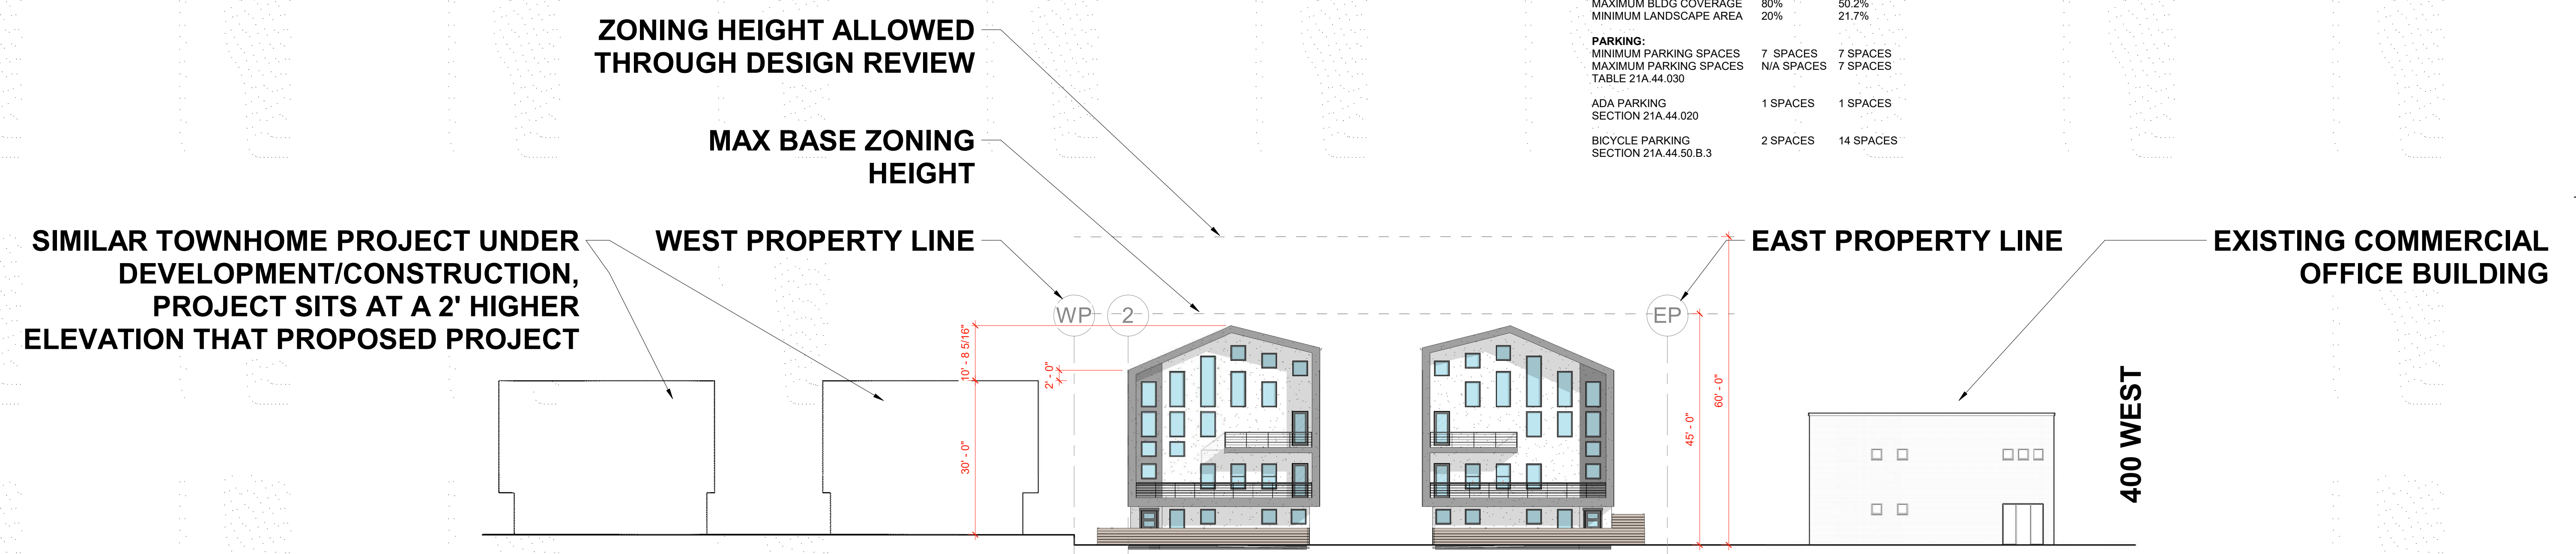 MAXIMUM BLDG COVERAGE 80% 50.2%
MINIMUM LANDSCAPE AREA 20% 21.7%
PARKING:
MINIMUM PARKING SPACES 7 SPACES 7 SPACES
MAXIMUM PARKING SPACES N/A SPACES 7 SPACES
TABLE 21A.44.030
ADA PARKING 1 SPACES 1 SPACES
SECTION 21A.44.020
BICYCLE PARKING 2 SPACES 14 SPACES
SECTION 21A.44.50.B.3
ZONING HEIGHT ALLOWED
THROUGH DESIGN REVIEW
MAX BASE ZONING
HEIGHT
SIMILAR TOWNHOME PROJECT UNDER
DEVELOPMENT/CONSTRUCTION,
PROJECT SITS AT A 2' HIGHER
ELEVATION THAT PROPOSED PROJECT
WEST PROPERTY LINE
EAST PROPERTY LINE
EXISTING COMMERCIAL
OFFICE BUILDING
WP
2
EP
10' - 8 5/16"
2' - 0"
30' - 0"
45' - 0"
60' - 0"
400 WEST